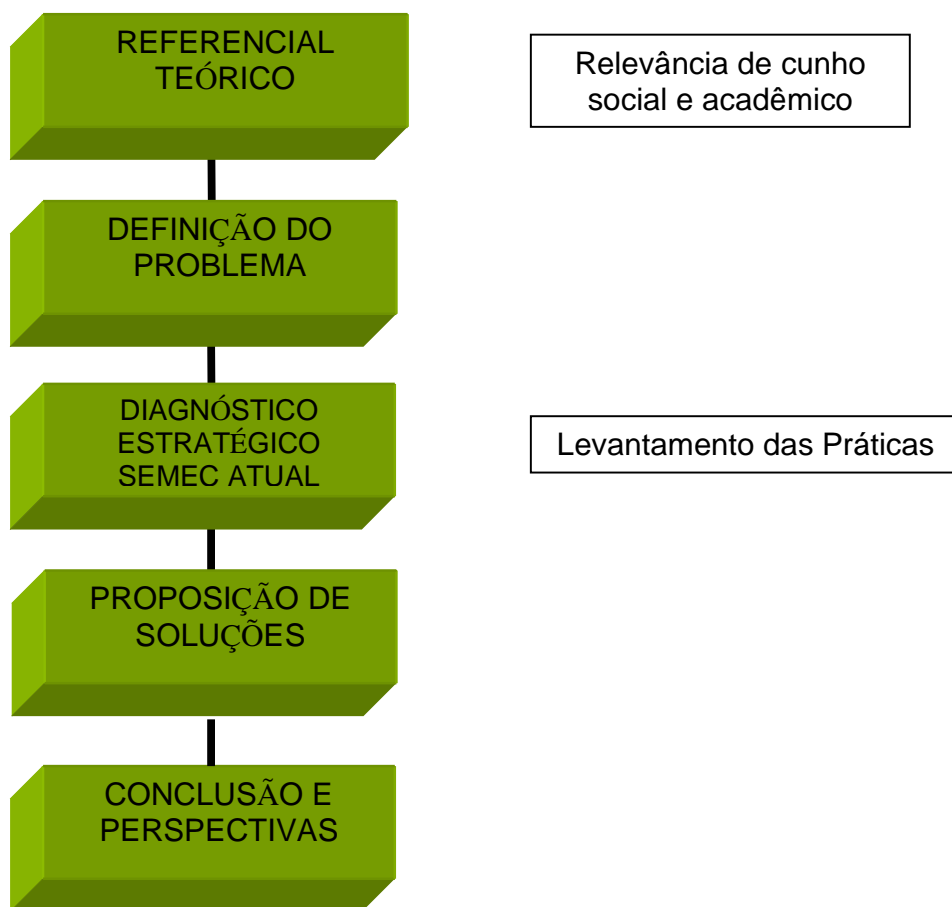 REFERENCIAL
TEÓRICO
Relevância de cunho
social e acadêmico
DEFINIÇÃO DO
PROBLEMA
DIAGNÓSTICO
ESTRATÉGICO
SEMEC ATUAL
Levantamento das Práticas
PROPOSIÇÃO DE
SOLUÇÕES
CONCLUSÃO E
PERSPECTIVAS